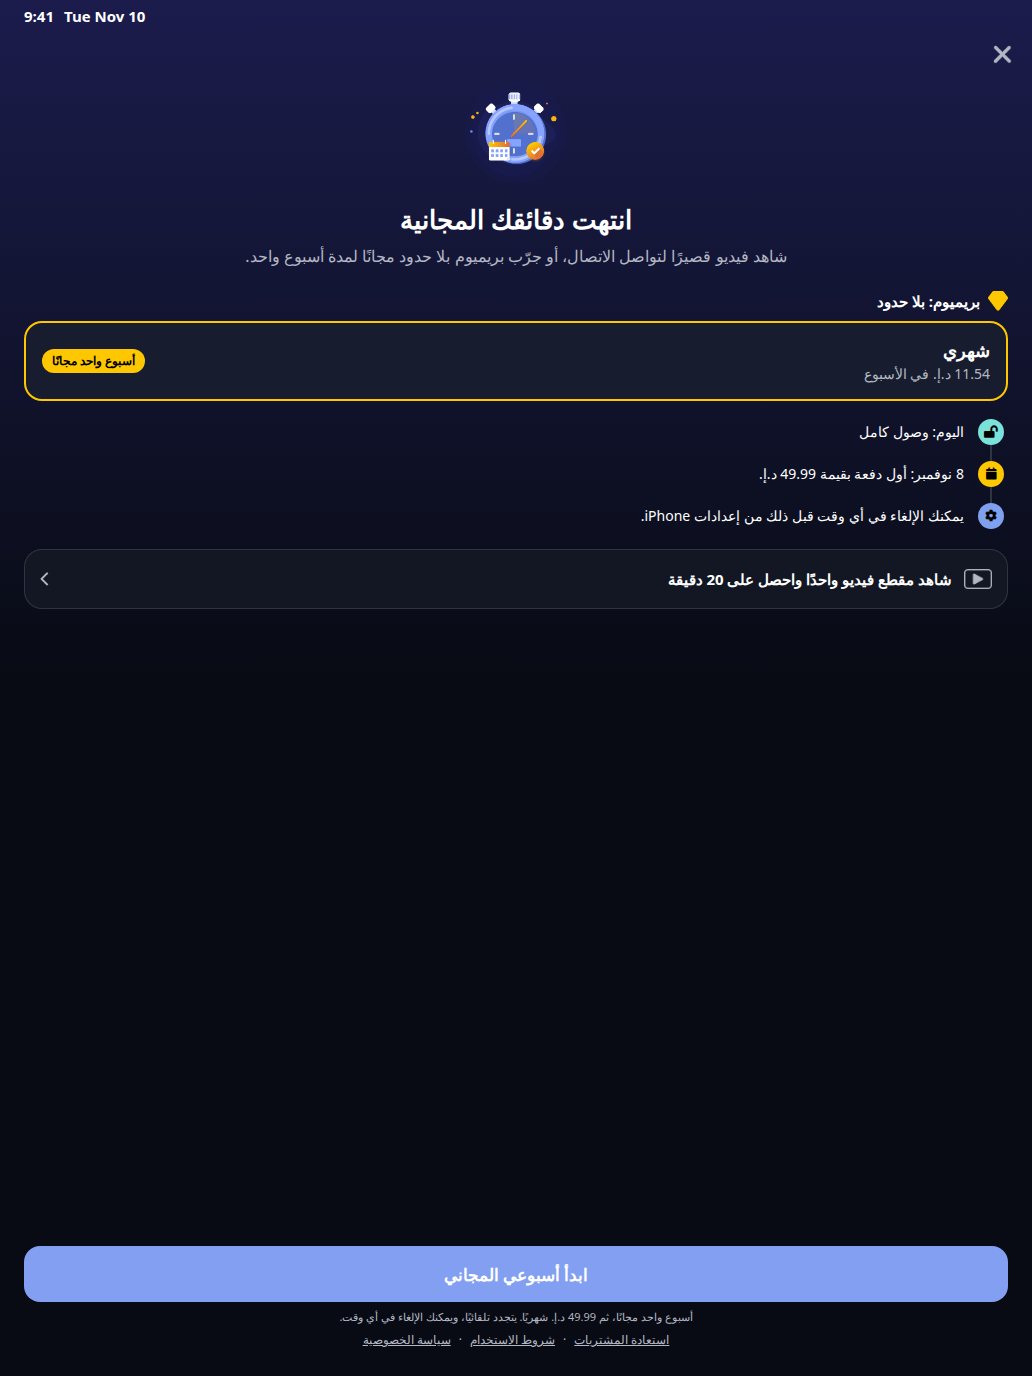 9:41 Tue Nov 10
انتهت دقائقك المجانية
شاهد فيديو قصيرًا لتواصل الاتصال، أو جرّب بريميوم بلا حدود مجانًا لمدة أسبوع واحد.
بريميوم: بلا حدود
شهري
11.54 د.إ. في الأسبوع
أسبوع واحد مجانًا
اليوم: وصول كامل
8 نوفمبر: أول دفعة بقيمة 49.99 د.إ.
يمكنك الإلغاء في أي وقت قبل ذلك من إعدادات iPhone.
شاهد مقطع فيديو واحدًا واحصل على 20 دقيقة
ابدأ أسبوعي المجاني
أسبوع واحد مجانًا، ثم 49.99 د.إ. شهريًا. يتجدد تلقائيًا، ويمكنك الإلغاء في أي وقت.
استعادة المشتريات · شروط الاستخدام · سياسة الخصوصية